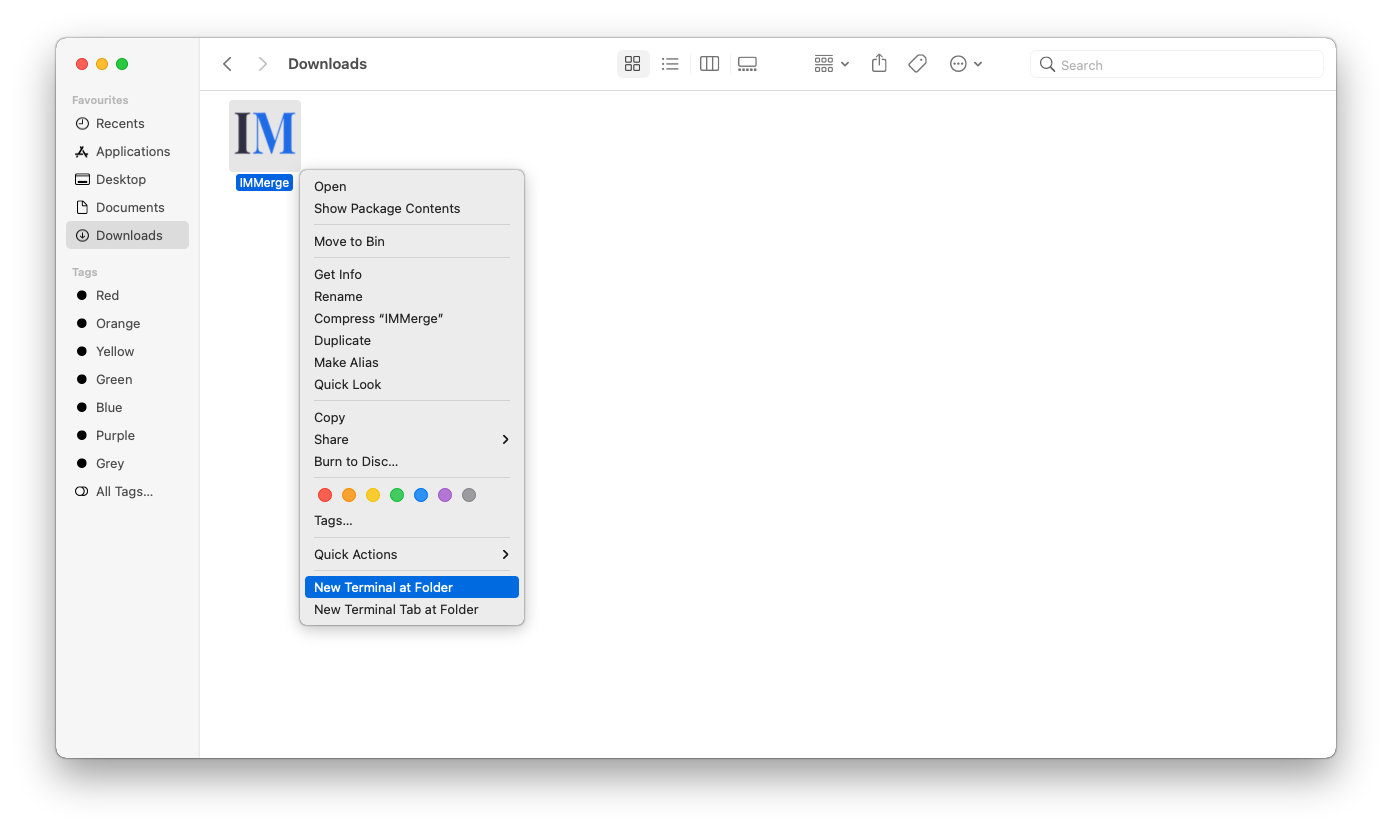 Downloads
Search
Favourites
Recents
Applications
Desktop
Documents
Downloads
Tags
Red
Orange
Yellow
Green
Blue
Purple
Grey
All Tags...
IM
IMMerge
Open
Show Package Contents
Move to Bin
Get Info
Rename
Compress “IMMerge”
Duplicate
Make Alias
Quick Look
Copy
Share
Burn to Disc...
Tags...
Quick Actions
New Terminal at Folder
New Terminal Tab at Folder